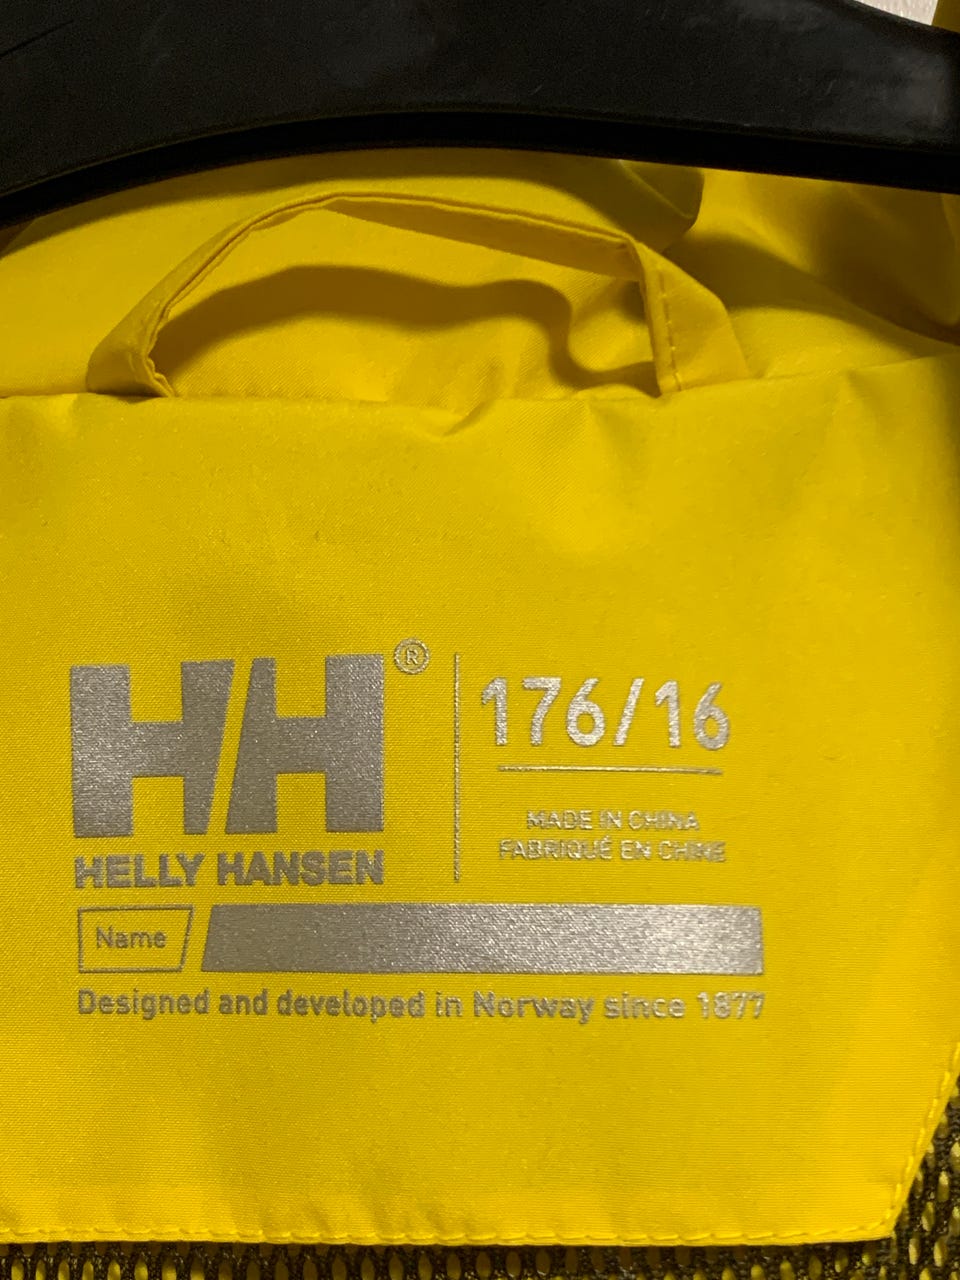 HH®
HELLY HANSEN
176/16
MADE IN CHINA
FABRIQUÉ EN CHINE
Name
Designed and developed in Norway since 1877